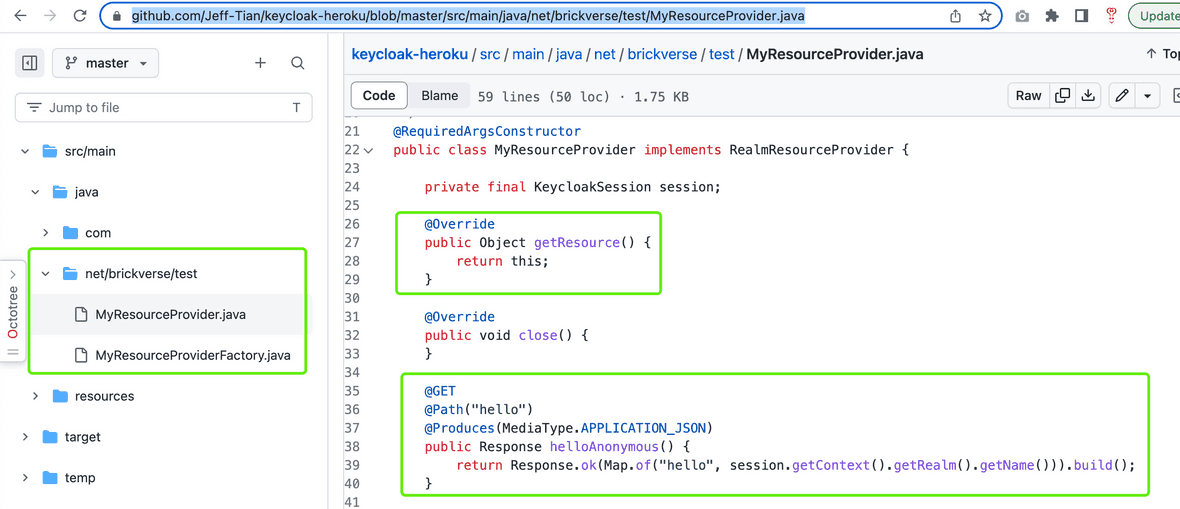 github.com/Jeff-Tian/keycloak-heroku/blob/master/src/main/java/net/brickverse/test/MyResourceProvider.java
Update
master
Jump to file
T
src/main
java
com
net/brickverse/test
MyResourceProvider.java
MyResourceProviderFactory.java
resources
target
temp
Octotree
keycloak-heroku / src / main / java / net / brickverse / test / MyResourceProvider.java
Top
Code Blame 59 lines (50 loc) · 1.75 KB
Raw
21 @RequiredArgsConstructor
22 public class MyResourceProvider implements RealmResourceProvider {
23
24 private final KeycloakSession session;
25
26 @Override
27 public Object getResource() {
28 return this;
29 }
30
31 @Override
32 public void close() {
33 }
34
35 @GET
36 @Path("hello")
37 @Produces(MediaType.APPLICATION_JSON)
38 public Response helloAnonymous() {
39 return Response.ok(Map.of("hello", session.getContext().getRealm().getName())).build();
40 }
41